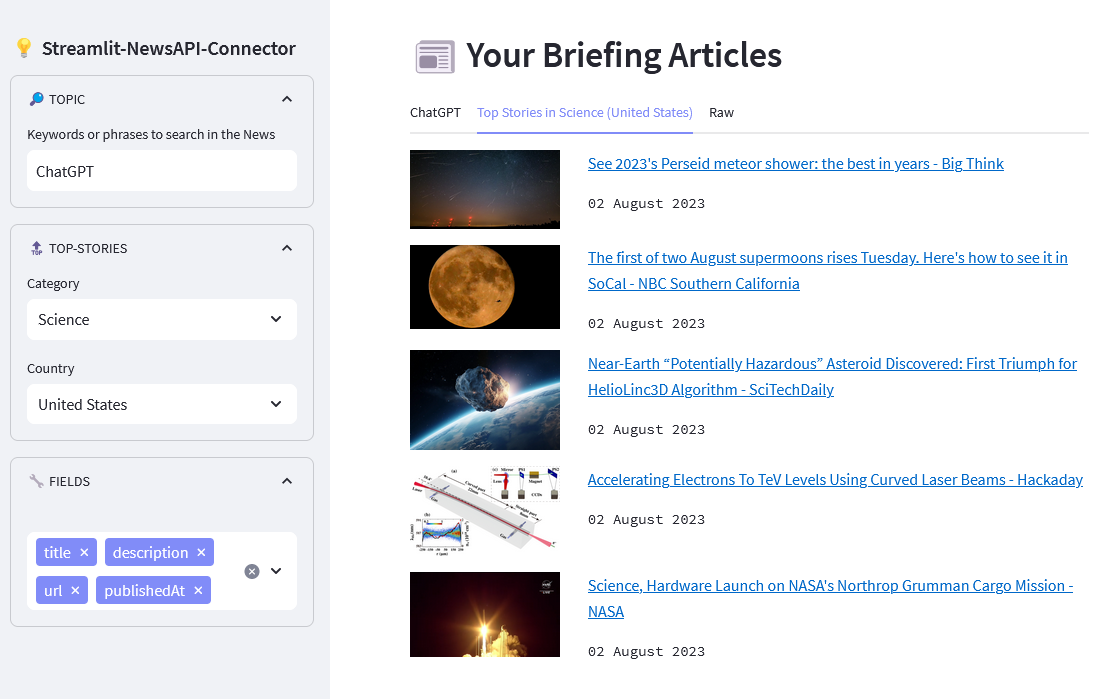 Streamlit-NewsAPI-Connector
TOPIC
Keywords or phrases to search in the News
ChatGPT
TOP-STORIES
Category
Science
Country
United States
FIELDS
title ×
description ×
url ×
publishedAt ×
Your Briefing Articles
ChatGPT
Top Stories in Science (United States)
Raw
See 2023's Perseid meteor shower: the best in years - Big Think
02 August 2023
The first of two August supermoons rises Tuesday. Here's how to see it in
SoCal - NBC Southern California
02 August 2023
Near-Earth “Potentially Hazardous” Asteroid Discovered: First Triumph for
HelioLinc3D Algorithm - SciTechDaily
02 August 2023
Accelerating Electrons To TeV Levels Using Curved Laser Beams - Hackaday
02 August 2023
Science, Hardware Launch on NASA's Northrop Grumman Cargo Mission -
NASA
02 August 2023